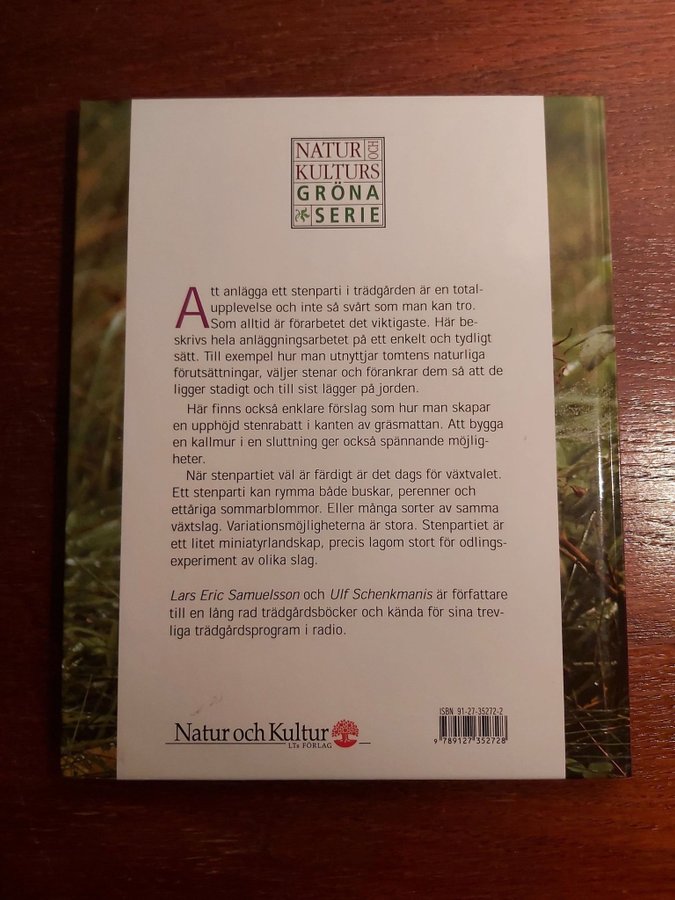 NATUR OCH
KULTURS
GRÖNA
SERIE
Att anlägga ett stenparti i trädgården är en total-
upplevelse och inte så svårt som man kan tro.
Som alltid är förarbetet det viktigaste. Här be-
skrivs hela anläggningsarbetet på ett enkelt och tydligt
sätt. Till exempel hur man utnyttjar tomtens naturliga
förutsättningar, väljer stenar och förankrar dem så att de
ligger stadigt och till sist lägger på jorden.
Här finns också enklare förslag som hur man skapar
en upphöjd stenrabatt i kanten av gräsmattan. Att bygga
en kallmur i en sluttning ger också spännande möjlig-
heter.
När stenpartiet väl är färdigt är det dags för växtvalet.
Ett stenparti kan rymma både buskar, perenner och
ettåriga sommarblommor. Eller många sorter av samma
växtslag. Variationsmöjligheterna är stora. Stenpartiet är
ett litet miniatyrlandskap, precis lagom stort för odlings-
experiment av olika slag.
Lars Eric Samuelsson och Ulf Schenkmanis är författare
till en lång rad trädgårdsböcker och kända för sina trev-
liga trädgårdsprogram i radio.
ISBN 91-27-35272-2
Natur och Kultur
LTs FÖRLAG
9 789127 352728